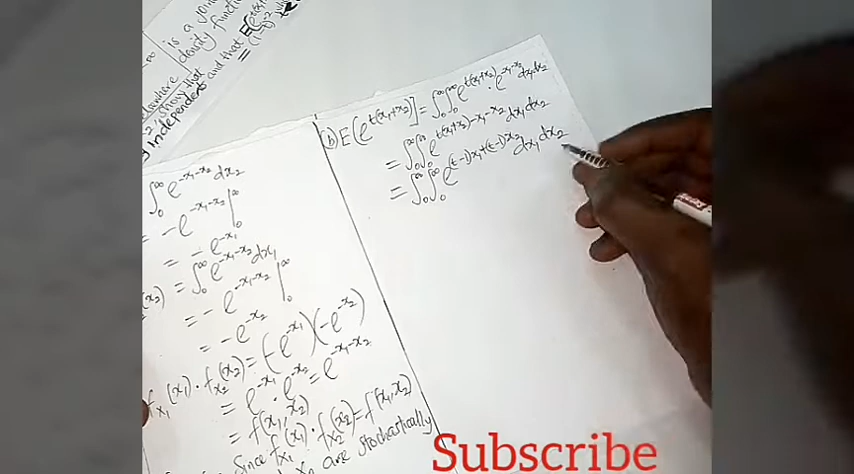 is a joint
density function
show that
and that E[e
Independent
= (1-t)^-2
∫₀^∞ e^{-x₁-x₂} dx₂
= -e^{-x₁-x₂} |₀^∞
= -e^{-x₁}
(x₂) = ∫₀^∞ e^{-x₁-x₂} dx₁
= -e^{-x₁-x₂} |₀^∞
= -e^{-x₂}
f_{x₁}(x₁) · f_{x₂}(x₂) = (-e^{-x₁})(-e^{-x₂})
= e^{-x₁} · e^{-x₂} = e^{-x₁-x₂}
= f(x₁,x₂)
Since f_{x₁}(x₁) · f_{x₂}(x₂) = f(x₁,x₂)
are stochastically
(b) E[e^{t(x₁+x₂)}] = ∫₀^∞ ∫₀^∞ e^{t(x₁+x₂)} · e^{-x₁-x₂} dx₁dx₂
= ∫₀^∞ ∫₀^∞ e^{t(x₁+x₂)-x₁-x₂} dx₁dx₂
= ∫₀^∞ ∫₀^∞ e^{(t-1)x₁+(t-1)x₂} dx₁dx₂
Subscribe